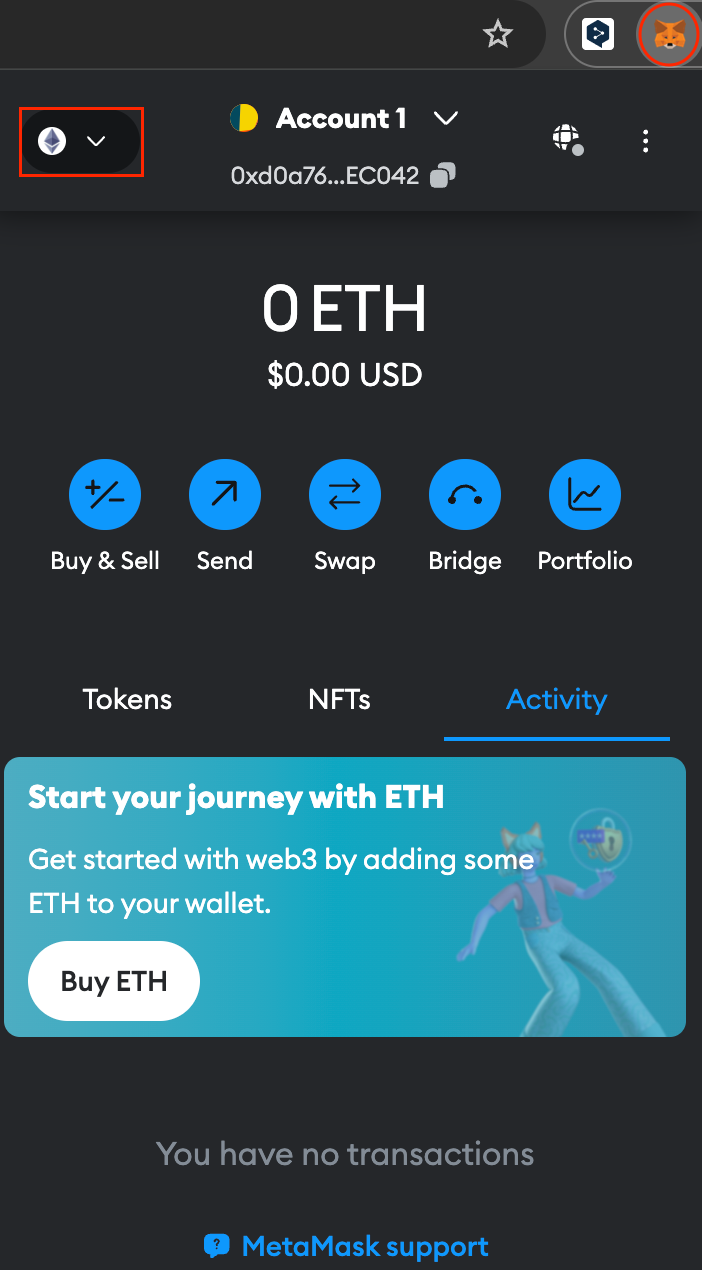 Account 1
0xd0a76...EC042
0 ETH
$0.00 USD
Buy & Sell
Send
Swap
Bridge
Portfolio
Tokens
NFTs
Activity
Start your journey with ETH
Get started with web3 by adding some
ETH to your wallet.
Buy ETH
You have no transactions
MetaMask support